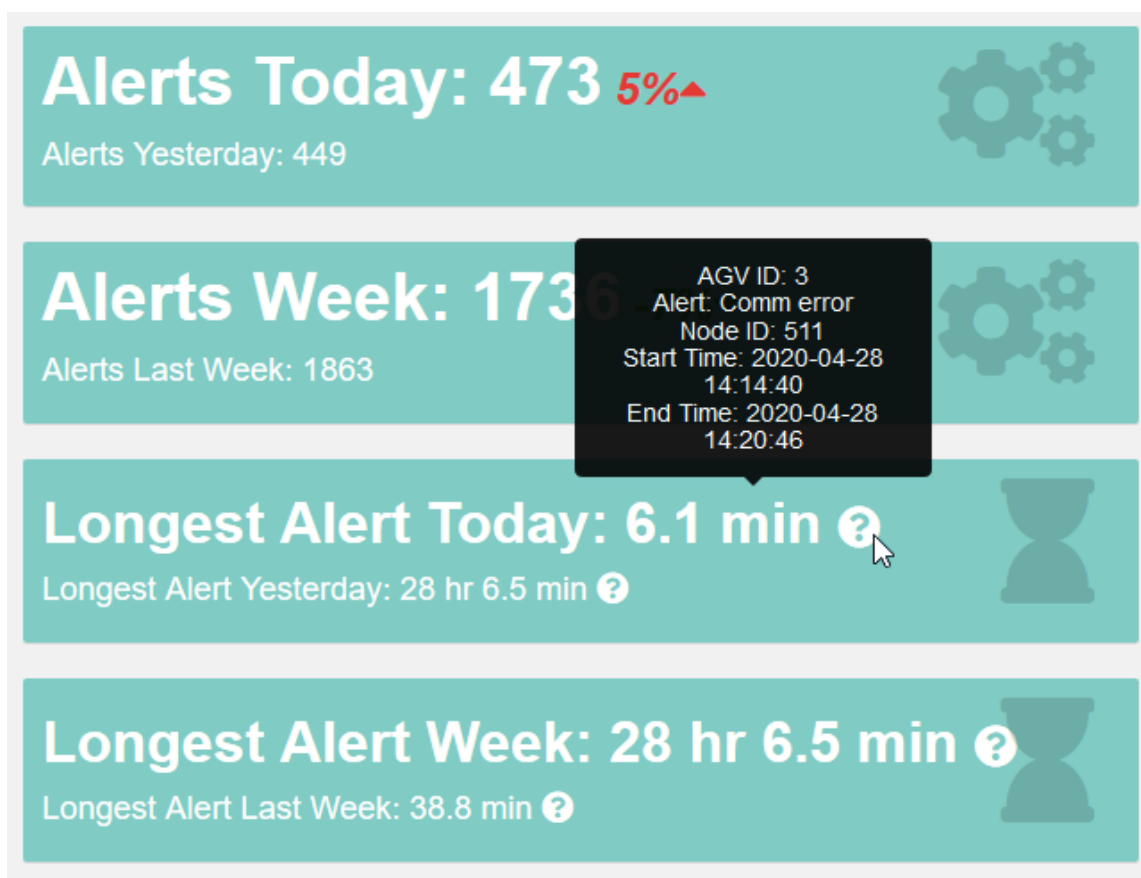 Alerts Today: 473 5%
Alerts Yesterday: 449
Alerts Week: 1736
Alerts Last Week: 1863
AGV ID: 3
Alert: Comm error
Node ID: 511
Start Time: 2020-04-28
14:14:40
End Time: 2020-04-28
14:20:46
Longest Alert Today: 6.1 min ?
Longest Alert Yesterday: 28 hr 6.5 min ?
Longest Alert Week: 28 hr 6.5 min ?
Longest Alert Last Week: 38.8 min ?